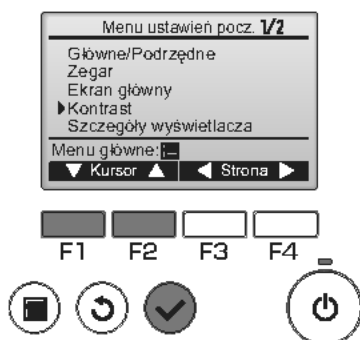 Menu ustawień pocz. 1/2
Główne/Podrzędne
Zegar
Ekran główny
▶Kontrast
Szczegóły wyświetlacza
Menu główne:
▼ Kursor ▲ ◀ Strona ▶
F1 F2 F3 F4